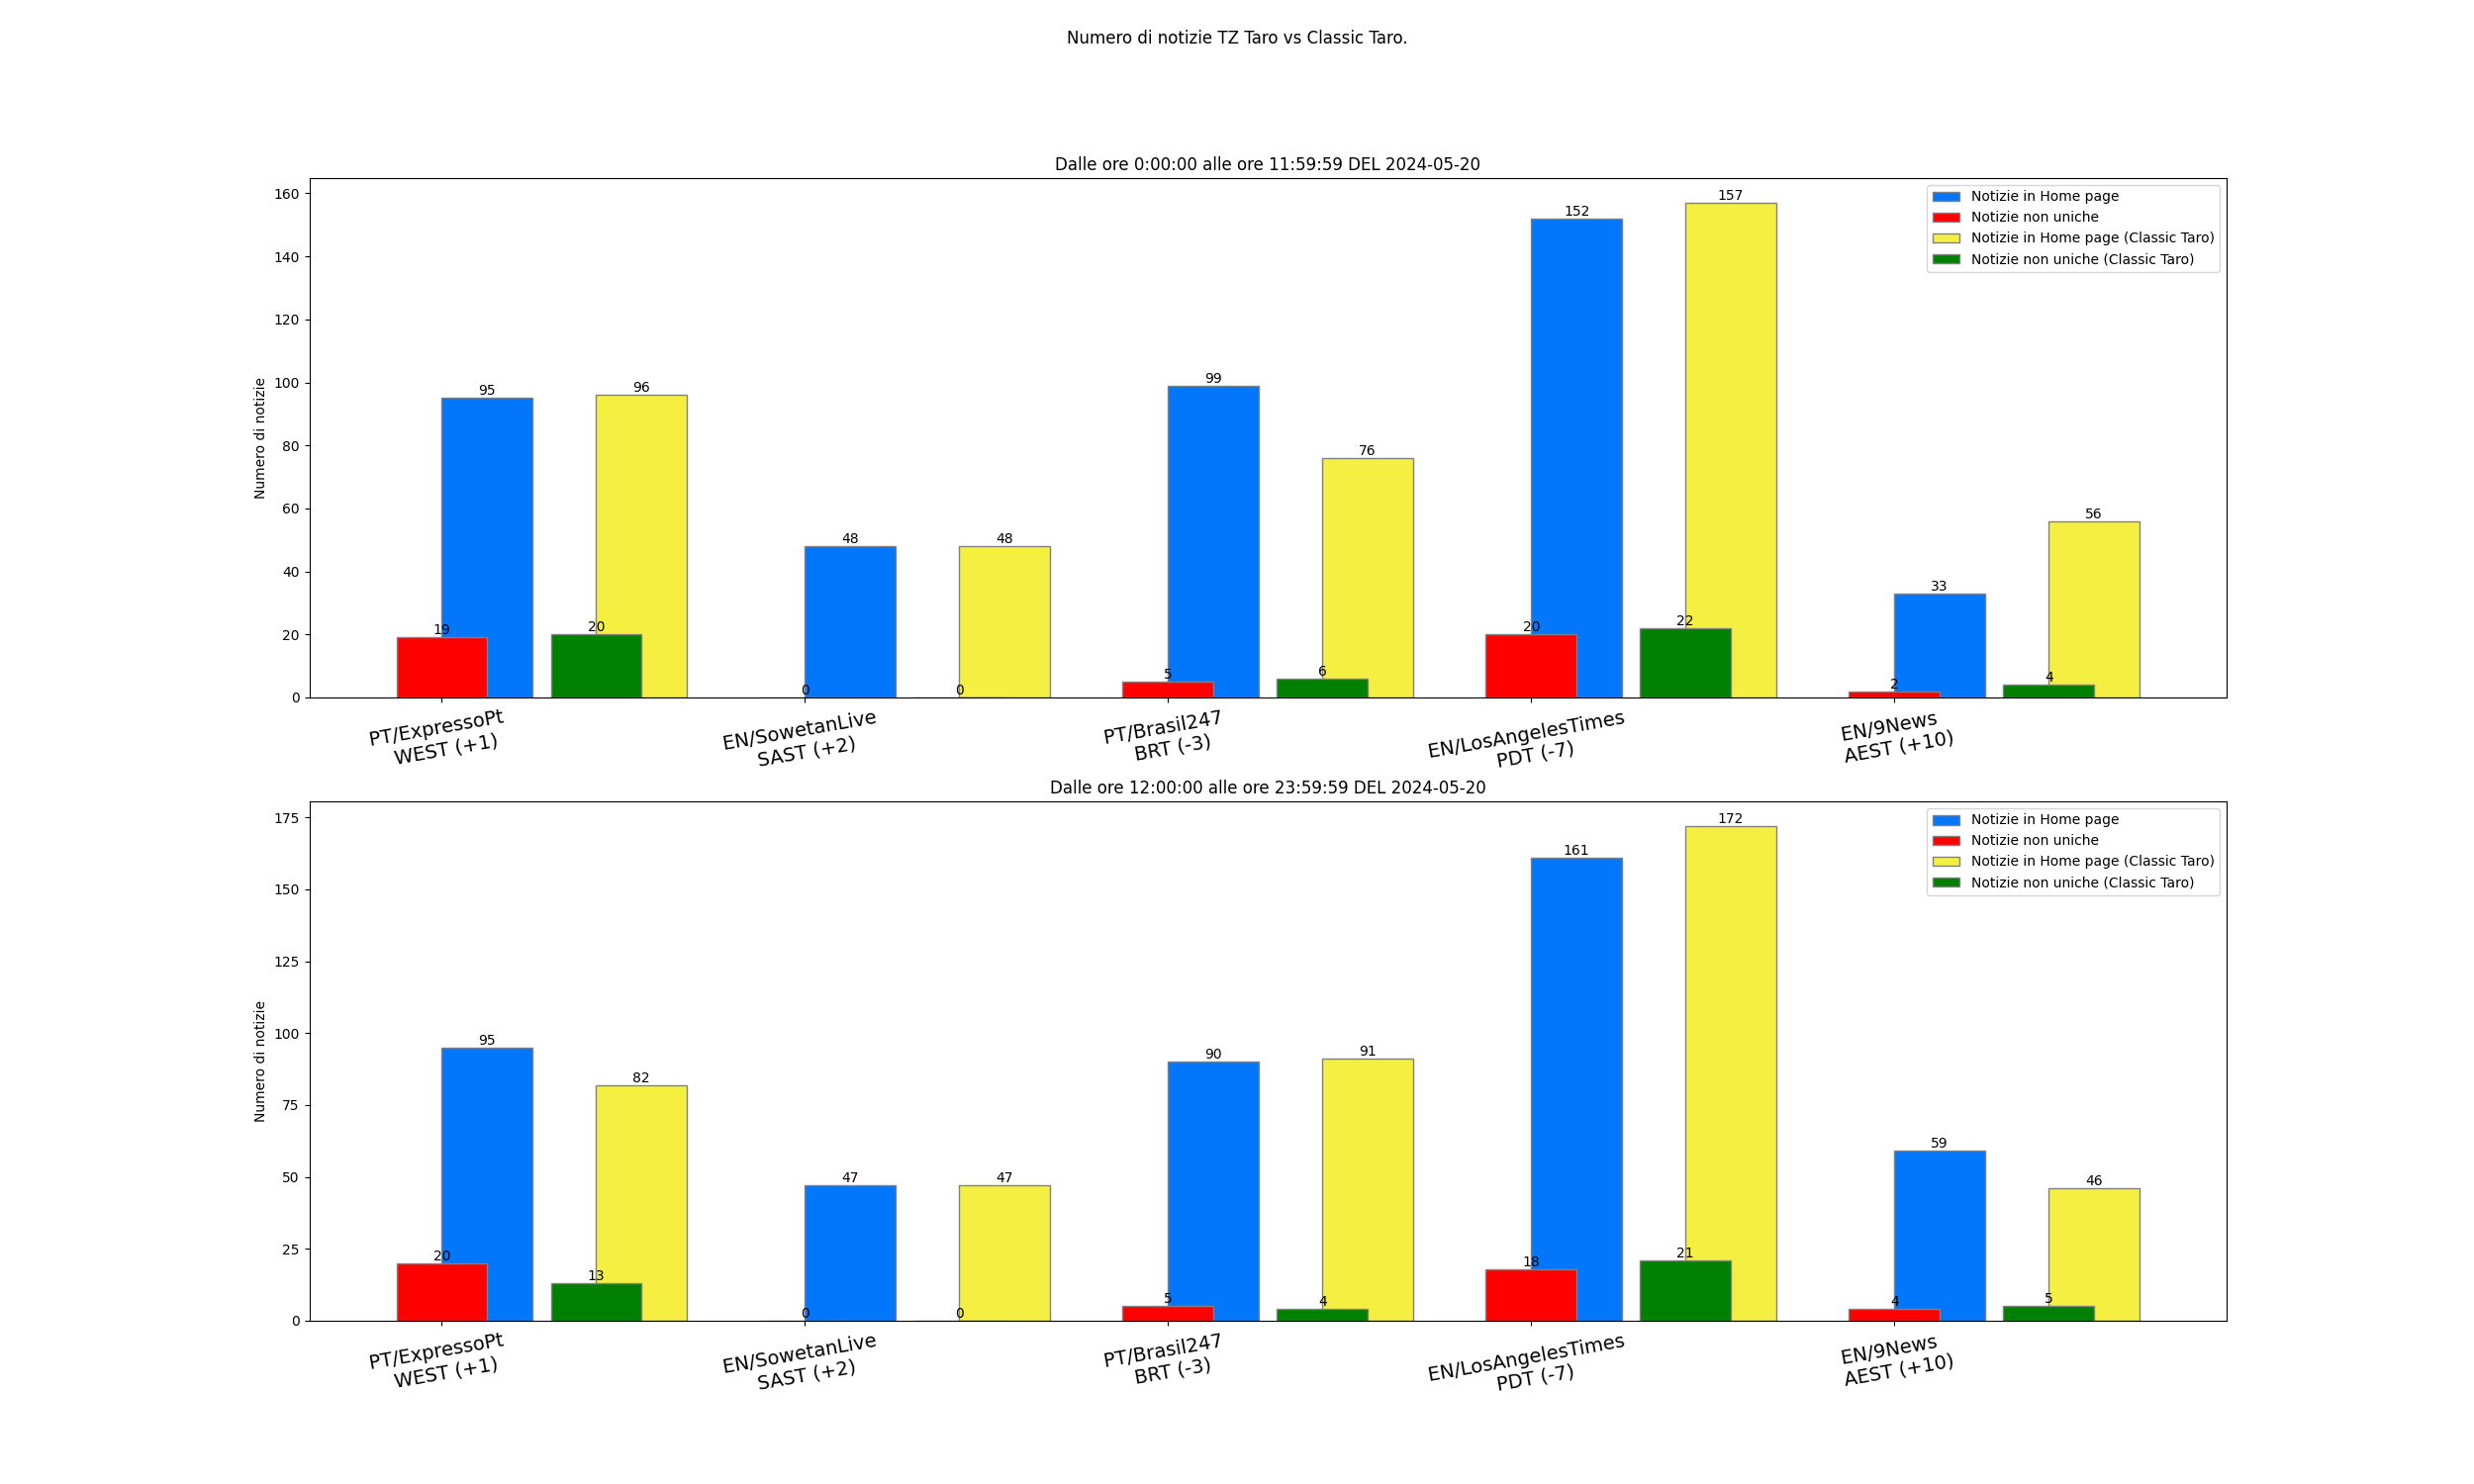 Numero di notizie TZ Taro vs Classic Taro.
Dalle ore 0:00:00 alle ore 11:59:59 DEL 2024-05-20
Numero di notizie
160
140
120
100
80
60
40
20
0
Notizie in Home page
Notizie non uniche
Notizie in Home page (Classic Taro)
Notizie non uniche (Classic Taro)
19
95
20
96
0
48
0
48
5
99
6
76
20
152
22
157
2
33
4
56
PT/ExpressoPt
WEST (+1)
EN/SowetanLive
SAST (+2)
PT/Brasil247
BRT (-3)
EN/LosAngelesTimes
PDT (-7)
EN/9News
AEST (+10)
Dalle ore 12:00:00 alle ore 23:59:59 DEL 2024-05-20
Numero di notizie
175
150
125
100
75
50
25
0
Notizie in Home page
Notizie non uniche
Notizie in Home page (Classic Taro)
Notizie non uniche (Classic Taro)
20
95
13
82
0
47
0
47
5
90
4
91
18
161
21
172
4
59
5
46
PT/ExpressoPt
WEST (+1)
EN/SowetanLive
SAST (+2)
PT/Brasil247
BRT (-3)
EN/LosAngelesTimes
PDT (-7)
EN/9News
AEST (+10)